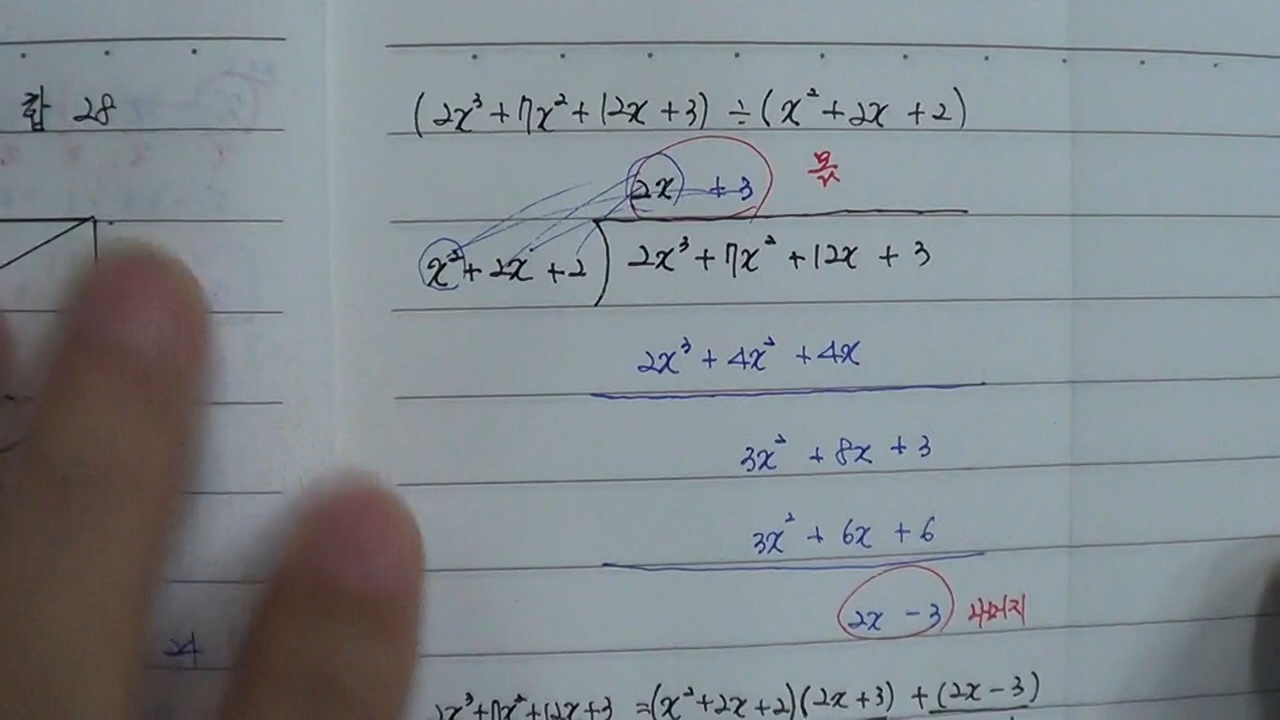 합 28
(2x³+7x²+12x+3)÷(x²+2x+2)
2x +3 몫
x²+2x+2) 2x³+7x²+12x+3
2x³+4x²+4x
3x²+8x+3
3x²+6x+6
2x-3 나머지
2x³+7x²+12x+3=(x²+2x+2)(2x+3)+(2x-3)